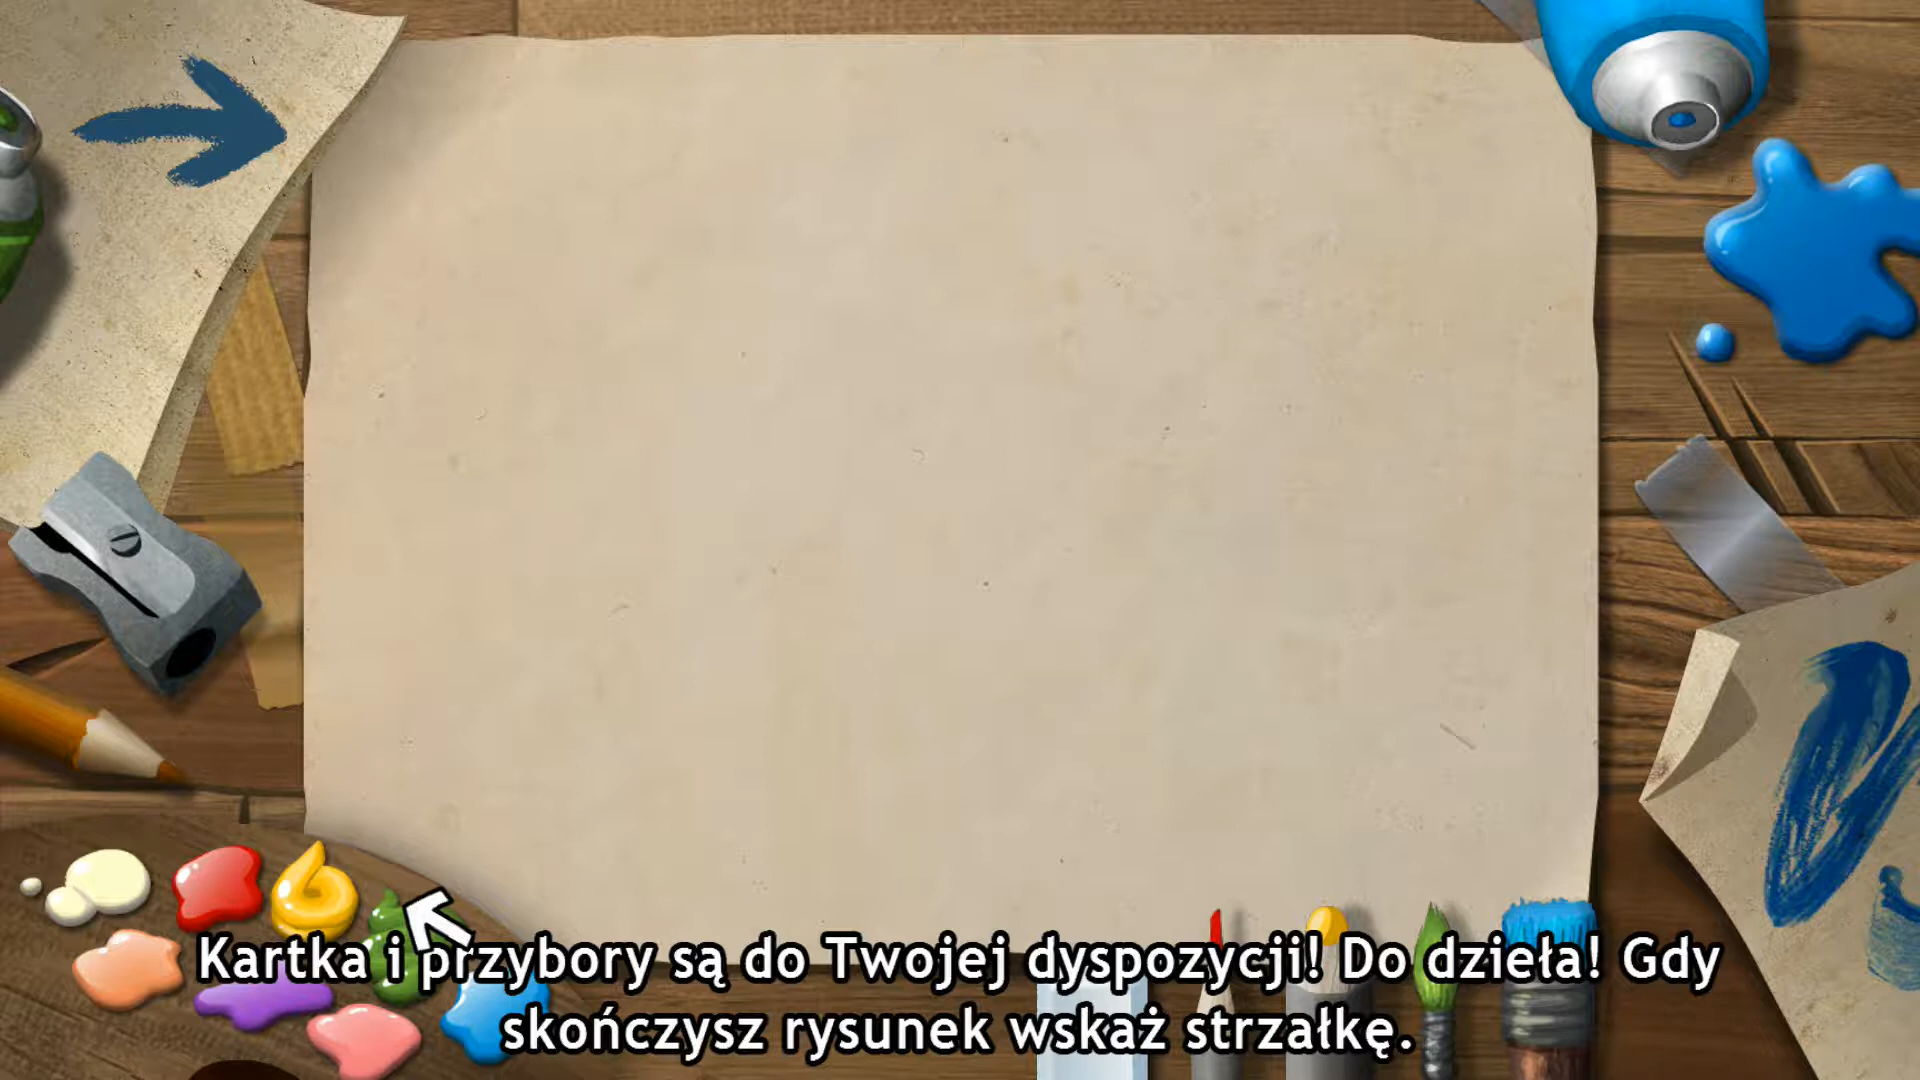 Kartka i przybory są do Twojej dyspozycji! Do dzieła! Gdy
skończysz rysunek wskaż strzałkę.